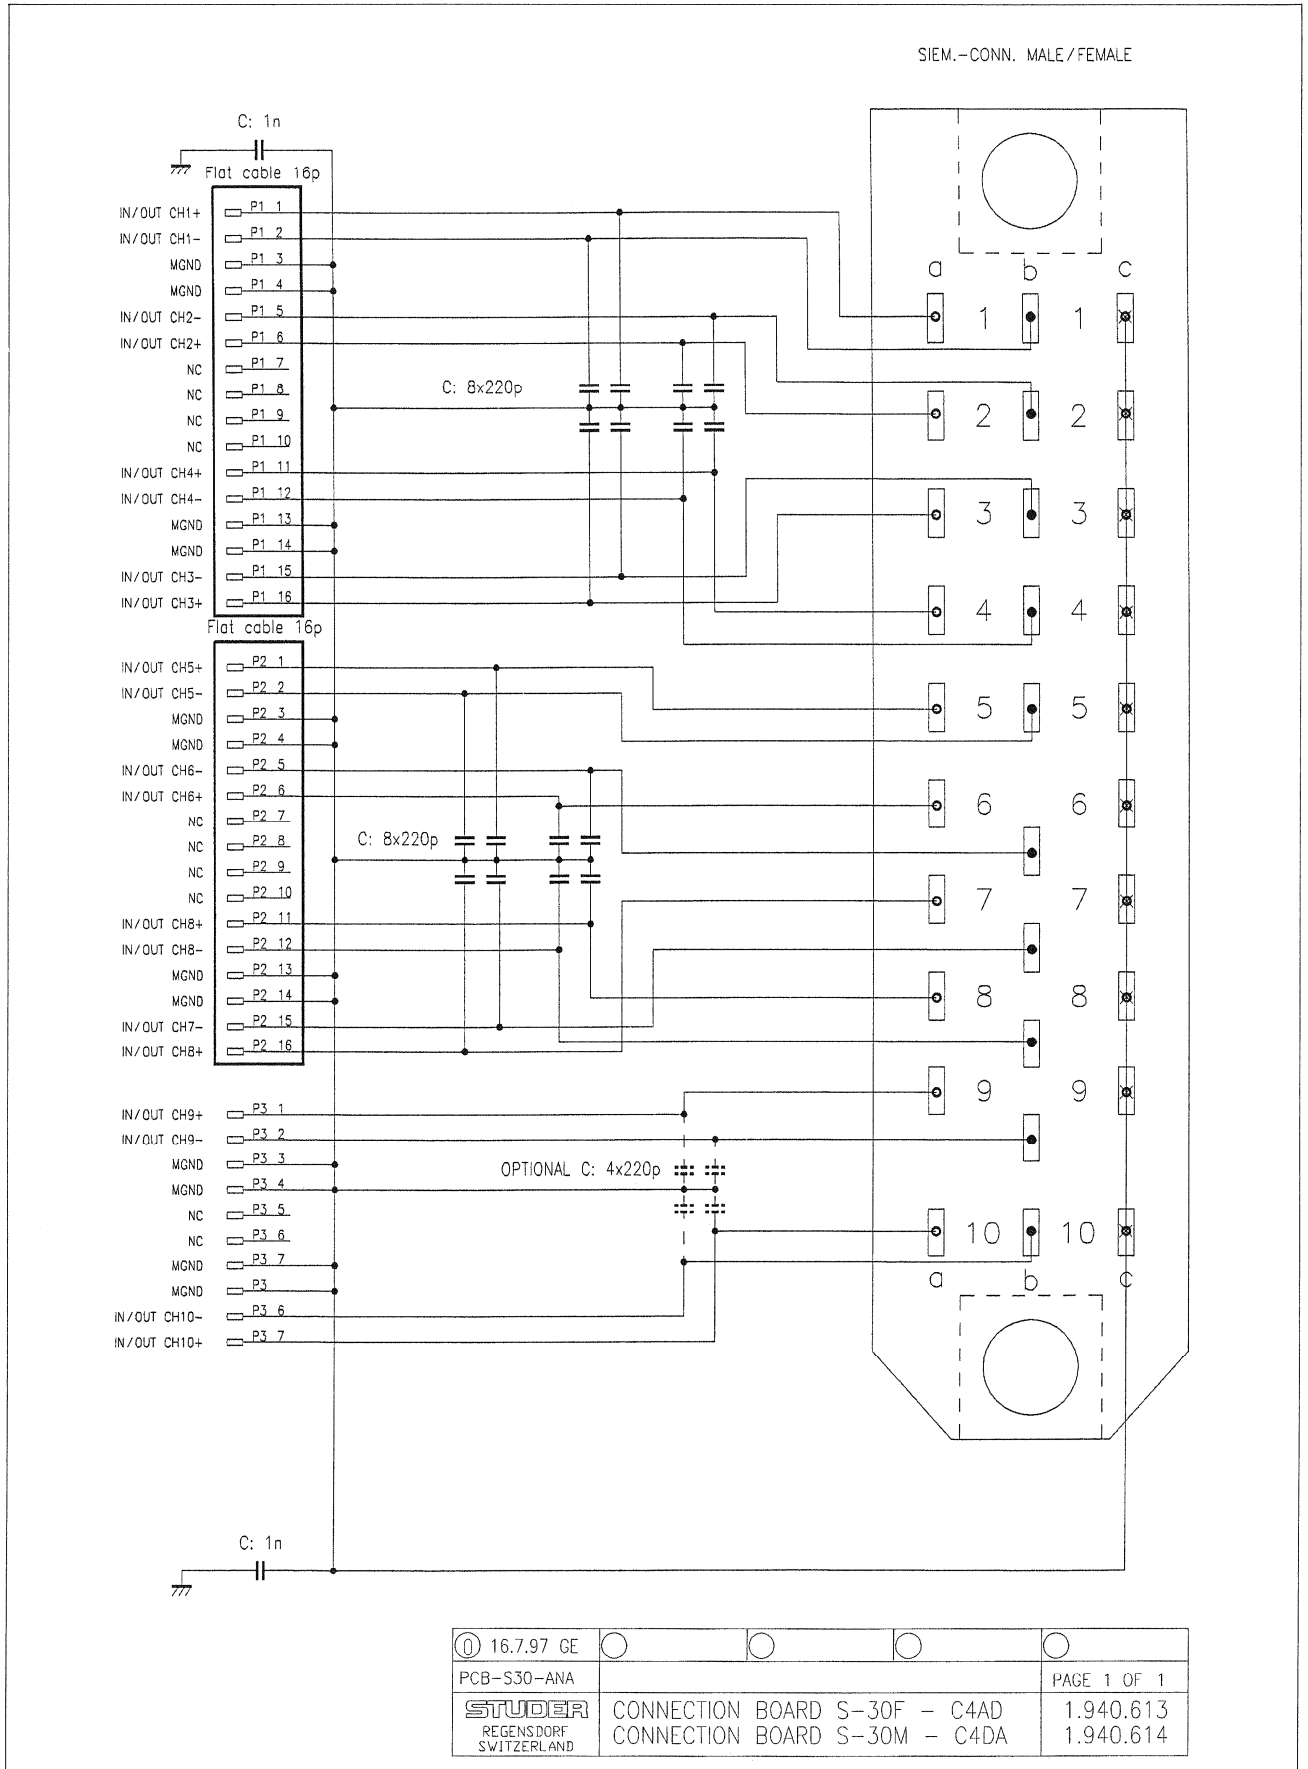 SIEM.-CONN. MALE/FEMALE
C: 1n
Flat cable 16p
IN/OUT CH1+ P1 1
IN/OUT CH1- P1 2
MGND P1 3
MGND P1 4
IN/OUT CH2- P1 5
IN/OUT CH2+ P1 6
NC P1 7
NC P1 8
NC P1 9
NC P1 10
IN/OUT CH4+ P1 11
IN/OUT CH4- P1 12
MGND P1 13
MGND P1 14
IN/OUT CH3- P1 15
IN/OUT CH3+ P1 16
C: 8x220p
Flat cable 16p
IN/OUT CH5+ P2 1
IN/OUT CH5- P2 2
MGND P2 3
MGND P2 4
IN/OUT CH6- P2 5
IN/OUT CH6+ P2 6
NC P2 7
NC P2 8
NC P2 9
NC P2 10
IN/OUT CH8+ P2 11
IN/OUT CH8- P2 12
MGND P2 13
MGND P2 14
IN/OUT CH7- P2 15
IN/OUT CH8+ P2 16
C: 8x220p
IN/OUT CH9+ P3 1
IN/OUT CH9- P3 2
MGND P3 3
MGND P3 4
NC P3 5
NC P3 6
MGND P3 7
MGND P3
IN/OUT CH10- P3 6
IN/OUT CH10+ P3 7
OPTIONAL C: 4x220p
a b c
1 1
2 2
3 3
4 4
5 5
6 6
7 7
8 8
9 9
10 10
a b c
C: 1n
0 16.7.97 GE
PCB-S30-ANA
PAGE 1 OF 1
STUDER
REGENSDORF
SWITZERLAND
CONNECTION BOARD S-30F - C4AD
CONNECTION BOARD S-30M - C4DA
1.940.613
1.940.614